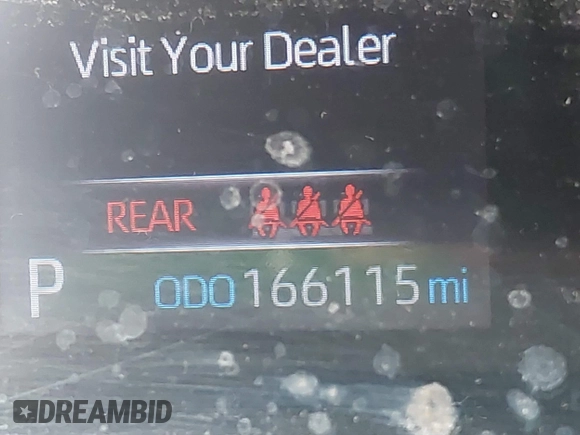 Visit Your Dealer
REAR
P ODO 166115 mi
DREAMBID